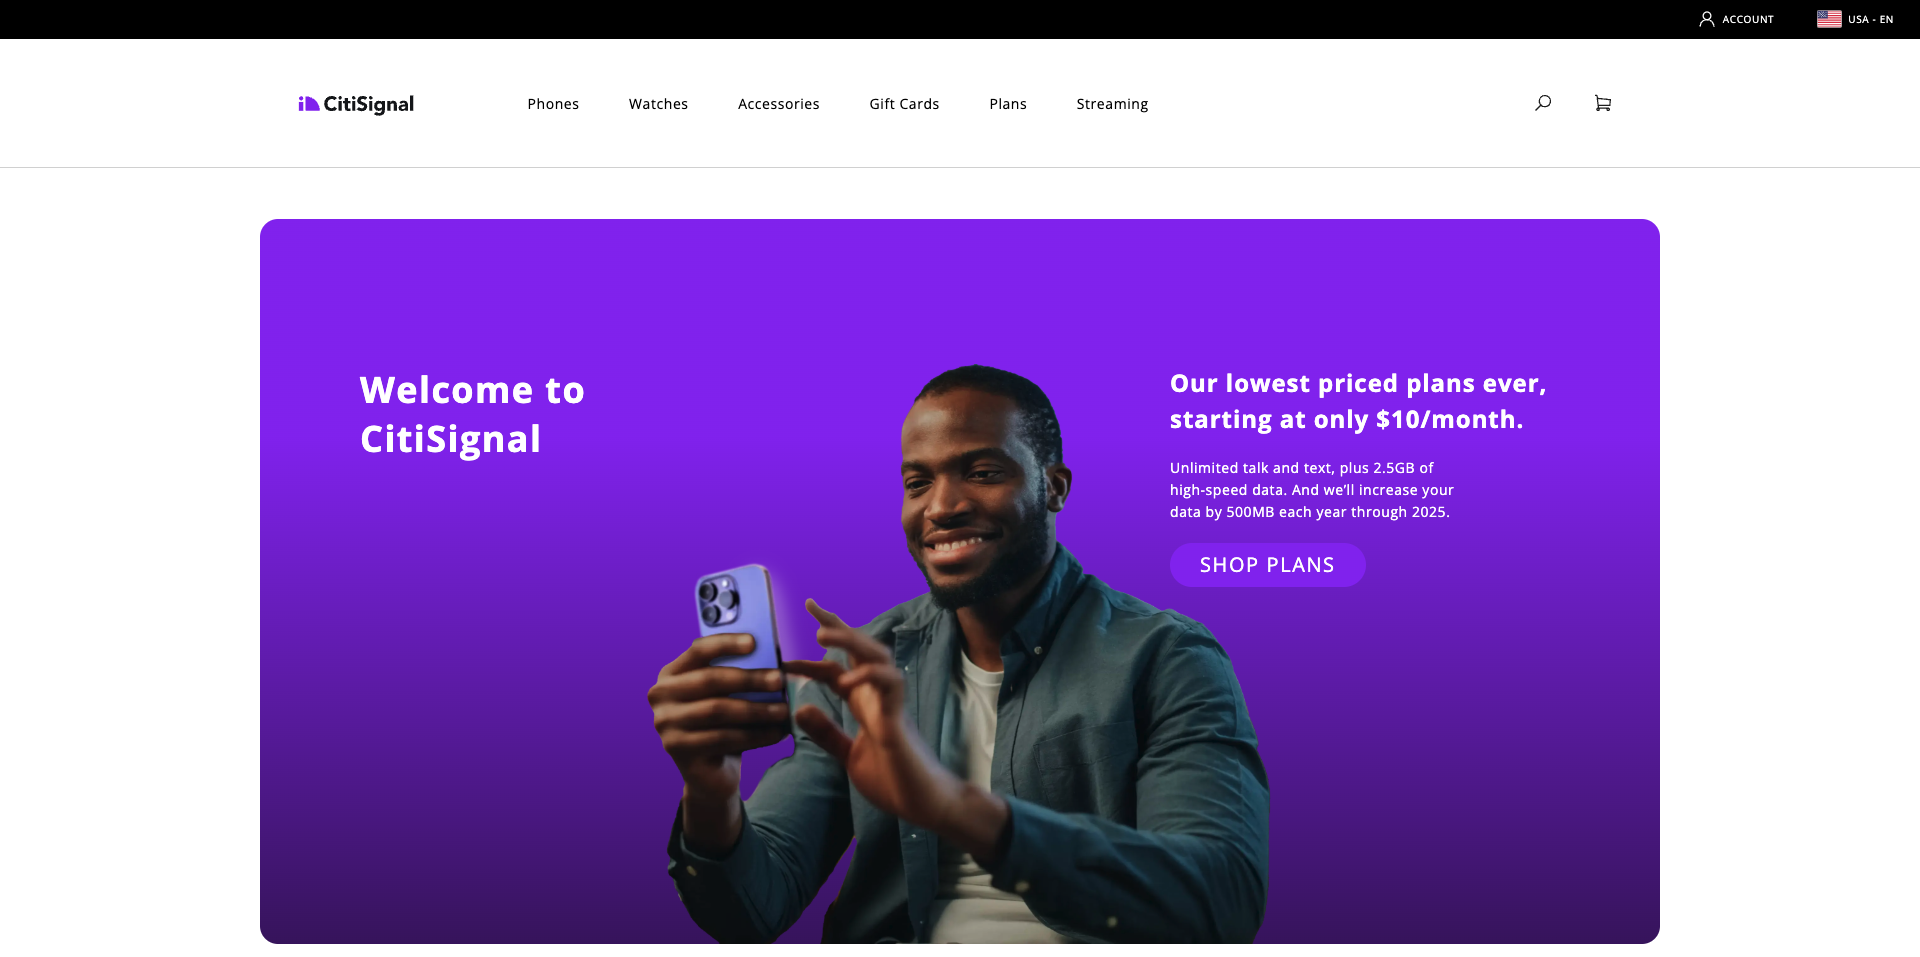 ACCOUNT
USA - EN
CitiSignal
Phones
Watches
Accessories
Gift Cards
Plans
Streaming
Welcome to
CitiSignal
Our lowest priced plans ever,
starting at only $10/month.
Unlimited talk and text, plus 2.5GB of
high-speed data. And we’ll increase your
data by 500MB each year through 2025.
SHOP PLANS